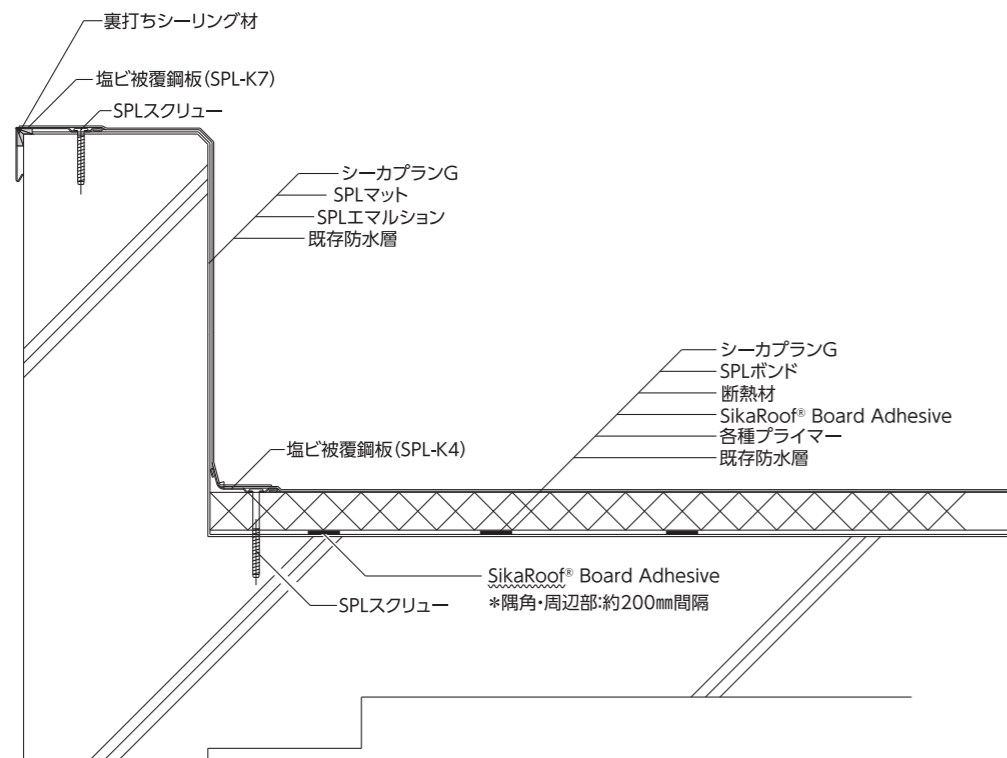 裏打ちシーリング材
塩ビ被覆鋼板(SPL-K7)
SPLスクリュー
シーカプランG
SPLマット
SPLエマルション
既存防水層
シーカプランG
SPLボンド
断熱材
SikaRoof® Board Adhesive
各種プライマー
既存防水層
塩ビ被覆鋼板(SPL-K4)
SikaRoof® Board Adhesive
*隅角・周辺部:約200㎜間隔
SPLスクリュー